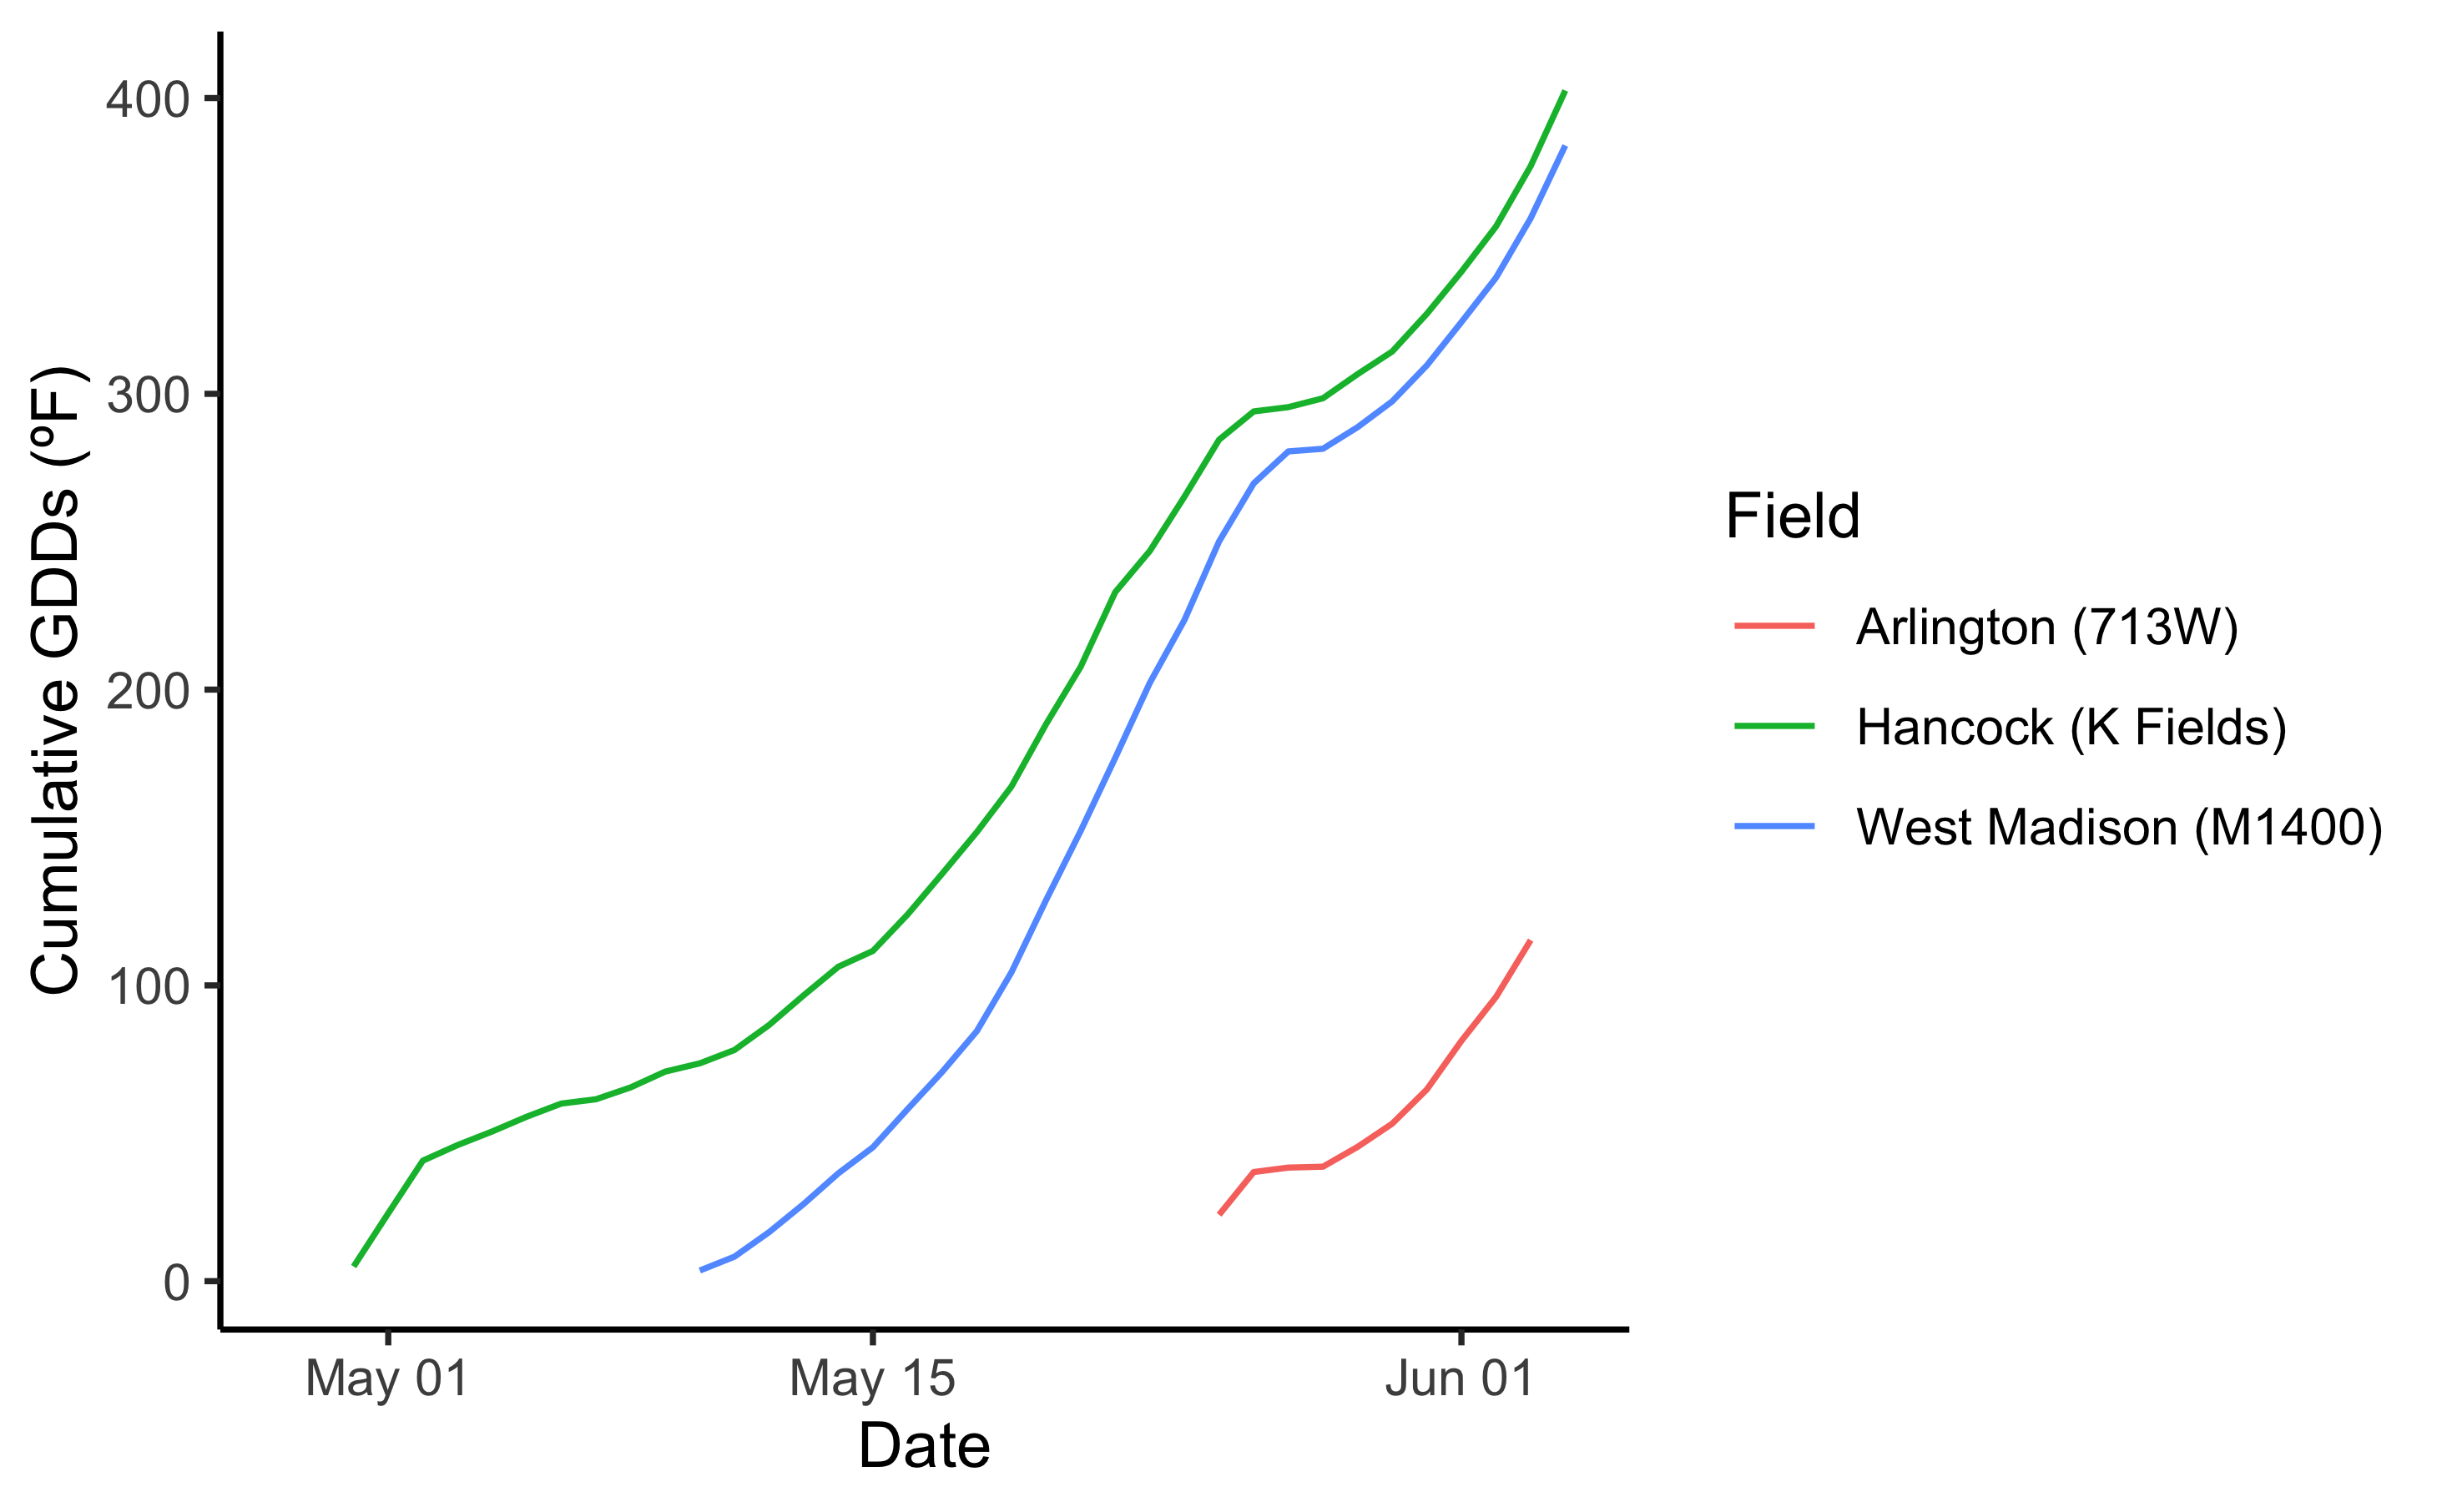 Cumulative GDDs (ºF)
400
300
200
100
0
May 01
May 15
Jun 01
Date
Field
Arlington (713W)
Hancock (K Fields)
West Madison (M1400)